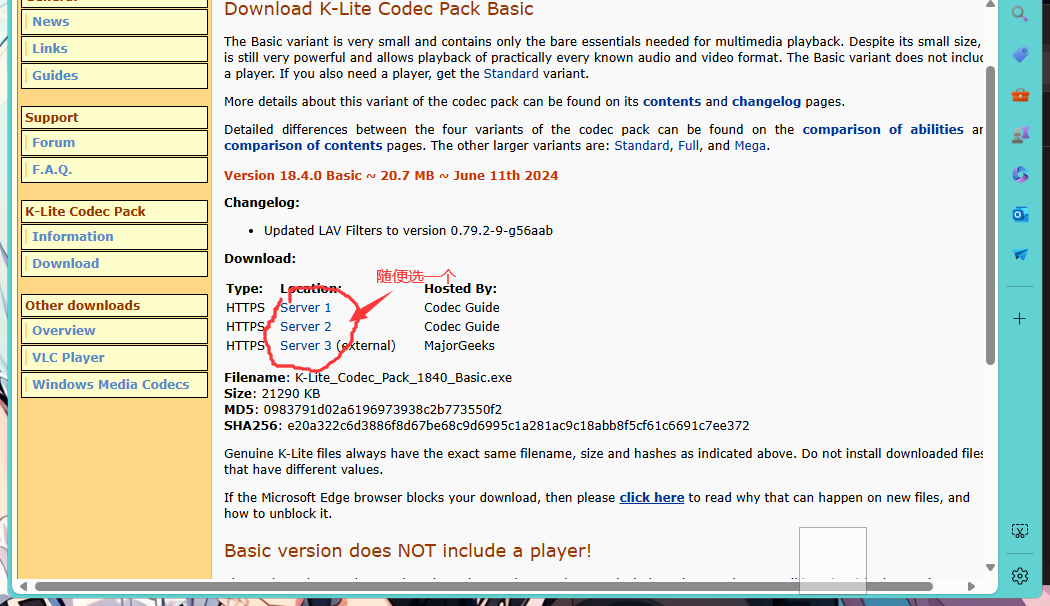 General
News
Links
Guides
Support
Forum
F.A.Q.
K-Lite Codec Pack
Information
Download
Other downloads
Overview
VLC Player
Windows Media Codecs
Download K-Lite Codec Pack Basic
The Basic variant is very small and contains only the bare essentials needed for multimedia playback. Despite its small size,
is still very powerful and allows playback of practically every known audio and video format. The Basic variant does not includ
a player. If you also need a player, get the Standard variant.
More details about this variant of the codec pack can be found on its contents and changelog pages.
Detailed differences between the four variants of the codec pack can be found on the comparison of abilities an
comparison of contents pages. The other larger variants are: Standard, Full, and Mega.
Version 18.4.0 Basic ~ 20.7 MB ~ June 11th 2024
Changelog:
• Updated LAV Filters to version 0.79.2-9-g56aab
Download:
随便选一个
Type: Location: Hosted By:
HTTPS Server 1 Codec Guide
HTTPS Server 2 Codec Guide
HTTPS Server 3 (external) MajorGeeks
Filename: K-Lite_Codec_Pack_1840_Basic.exe
Size: 21290 KB
MD5: 0983791d02a6196973938c2b773550f2
SHA256: e20a322c6d3886f8d67be68c9d6995c1a281ac9c18abb8f5cf61c6691c7ee372
Genuine K-Lite files always have the exact same filename, size and hashes as indicated above. Do not install downloaded files
that have different values.
If the Microsoft Edge browser blocks your download, then please click here to read why that can happen on new files, and
how to unblock it.
Basic version does NOT include a player!